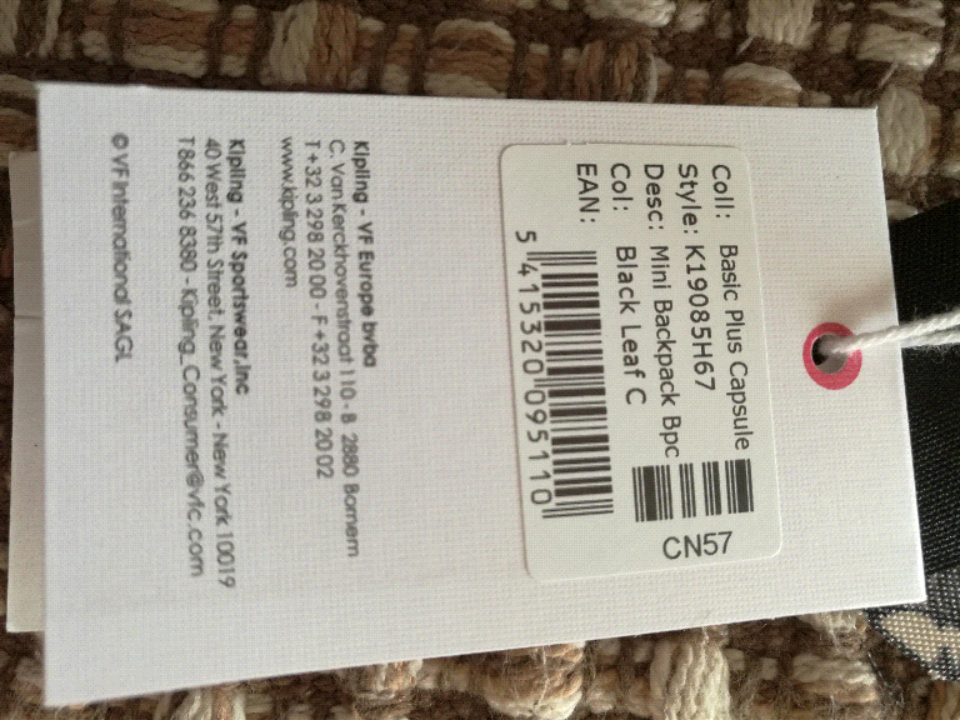 Coll: Basic Plus Capsule
Style: K19085H67
Desc: Mini Backpack Bpc
Col: Black Leaf C
EAN:
5 415320 095110
CN57
Kipling - VF Europe bvba
C. Van Kerckhovenstraat 110 - B 2880 Bornem
T +32 3 298 20 00 - F +32 3 298 20 02
www.kipling.com
Kipling - VF Sportswear,Inc
40 West 57th Street, New York - New York 10019
T 866 236 8380 - Kipling_Consumer@vfc.com
© VF International SAGL